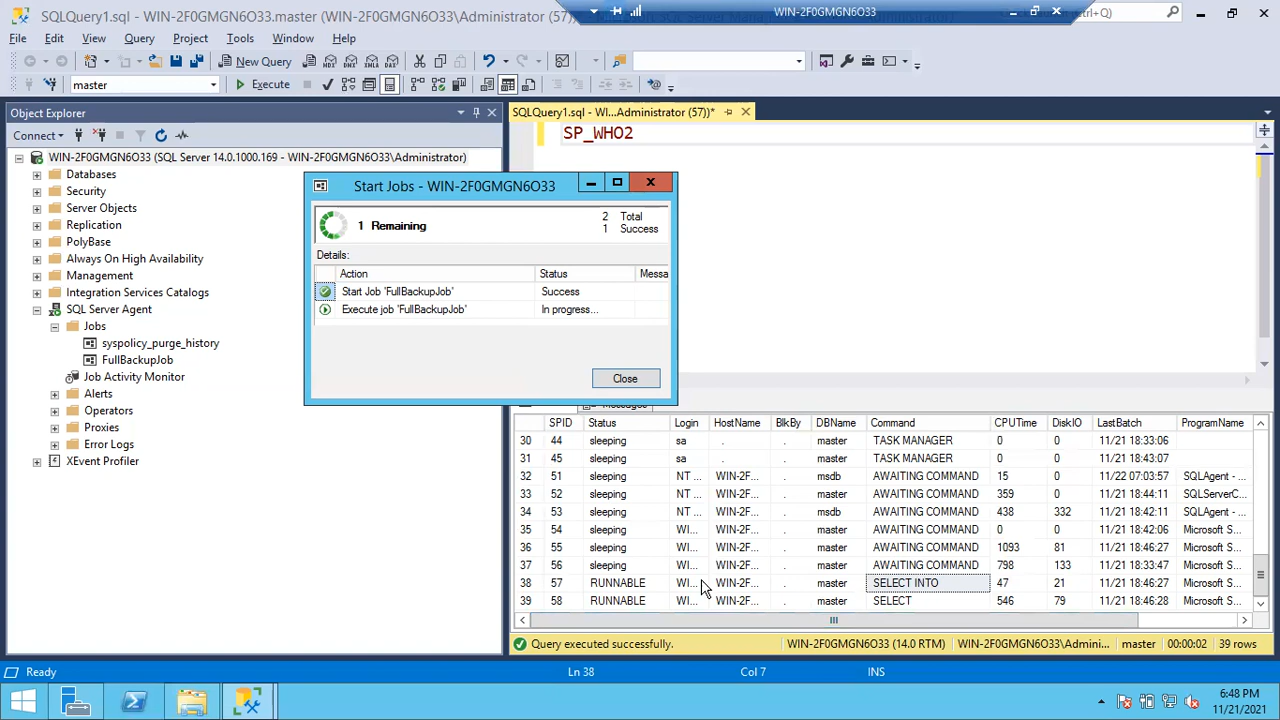 WIN-2F0GMGN6O33.master (WIN-2F0GMGN6O33\Administrator (57))*
WIN-2F0GMGN6O33
File Edit View Query Project Tools Window Help
New Query
master Execute
Object Explorer
SQLQuery1.sql - WI...Administrator (57))*
Connect
SP_WHO2
WIN-2F0GMGN6O33 (SQL Server 14.0.1000.169 - WIN-2F0GMGN6O33\Administrator)
Databases
Security
Server Objects
Replication
PolyBase
Always On High Availability
Management
Integration Services Catalogs
SQL Server Agent
Jobs
syspolicy_purge_history
FullBackupJob
Job Activity Monitor
Alerts
Operators
Proxies
Error Logs
XEvent Profiler
Start Jobs - WIN-2F0GMGN6O33
1 Remaining
2 Total
1 Success
Details:
Action Status Messa
Start Job 'FullBackupJob' Success
Execute job 'FullBackupJob' In progress...
Close
SPID Status Login HostName BlkBy DBName Command CPUTime DiskIO LastBatch ProgramName
30 44 sleeping sa . . master TASK MANAGER 0 0 11/21 18:33:06
31 45 sleeping sa . . master TASK MANAGER 0 0 11/21 18:43:07
32 51 sleeping NT ... WIN-2F... . msdb AWAITING COMMAND 15 0 11/22 07:03:57 SQLAgent - ...
33 52 sleeping NT ... WIN-2F... . master AWAITING COMMAND 359 0 11/21 18:44:11 SQLServerC...
34 53 sleeping NT ... WIN-2F... . msdb AWAITING COMMAND 438 332 11/21 18:42:11 SQLAgent - ...
35 54 sleeping WI... WIN-2F... . master AWAITING COMMAND 0 0 11/21 18:42:06 Microsoft S...
36 55 sleeping WI... WIN-2F... . master AWAITING COMMAND 1093 81 11/21 18:46:27 Microsoft S...
37 56 sleeping WI... WIN-2F... . master AWAITING COMMAND 798 133 11/21 18:33:47 Microsoft S...
38 57 RUNNABLE WI... WIN-2F... . master SELECT INTO 47 21 11/21 18:46:27 Microsoft S...
39 58 RUNNABLE WI... WIN-2F... . master SELECT 546 79 11/21 18:46:28 Microsoft S...
Query executed successfully. WIN-2F0GMGN6O33 (14.0 RTM) WIN-2F0GMGN6O33\Admini... master 00:00:02 39 rows
Ready Ln 38 Col 7 INS
6:48 PM
11/21/2021